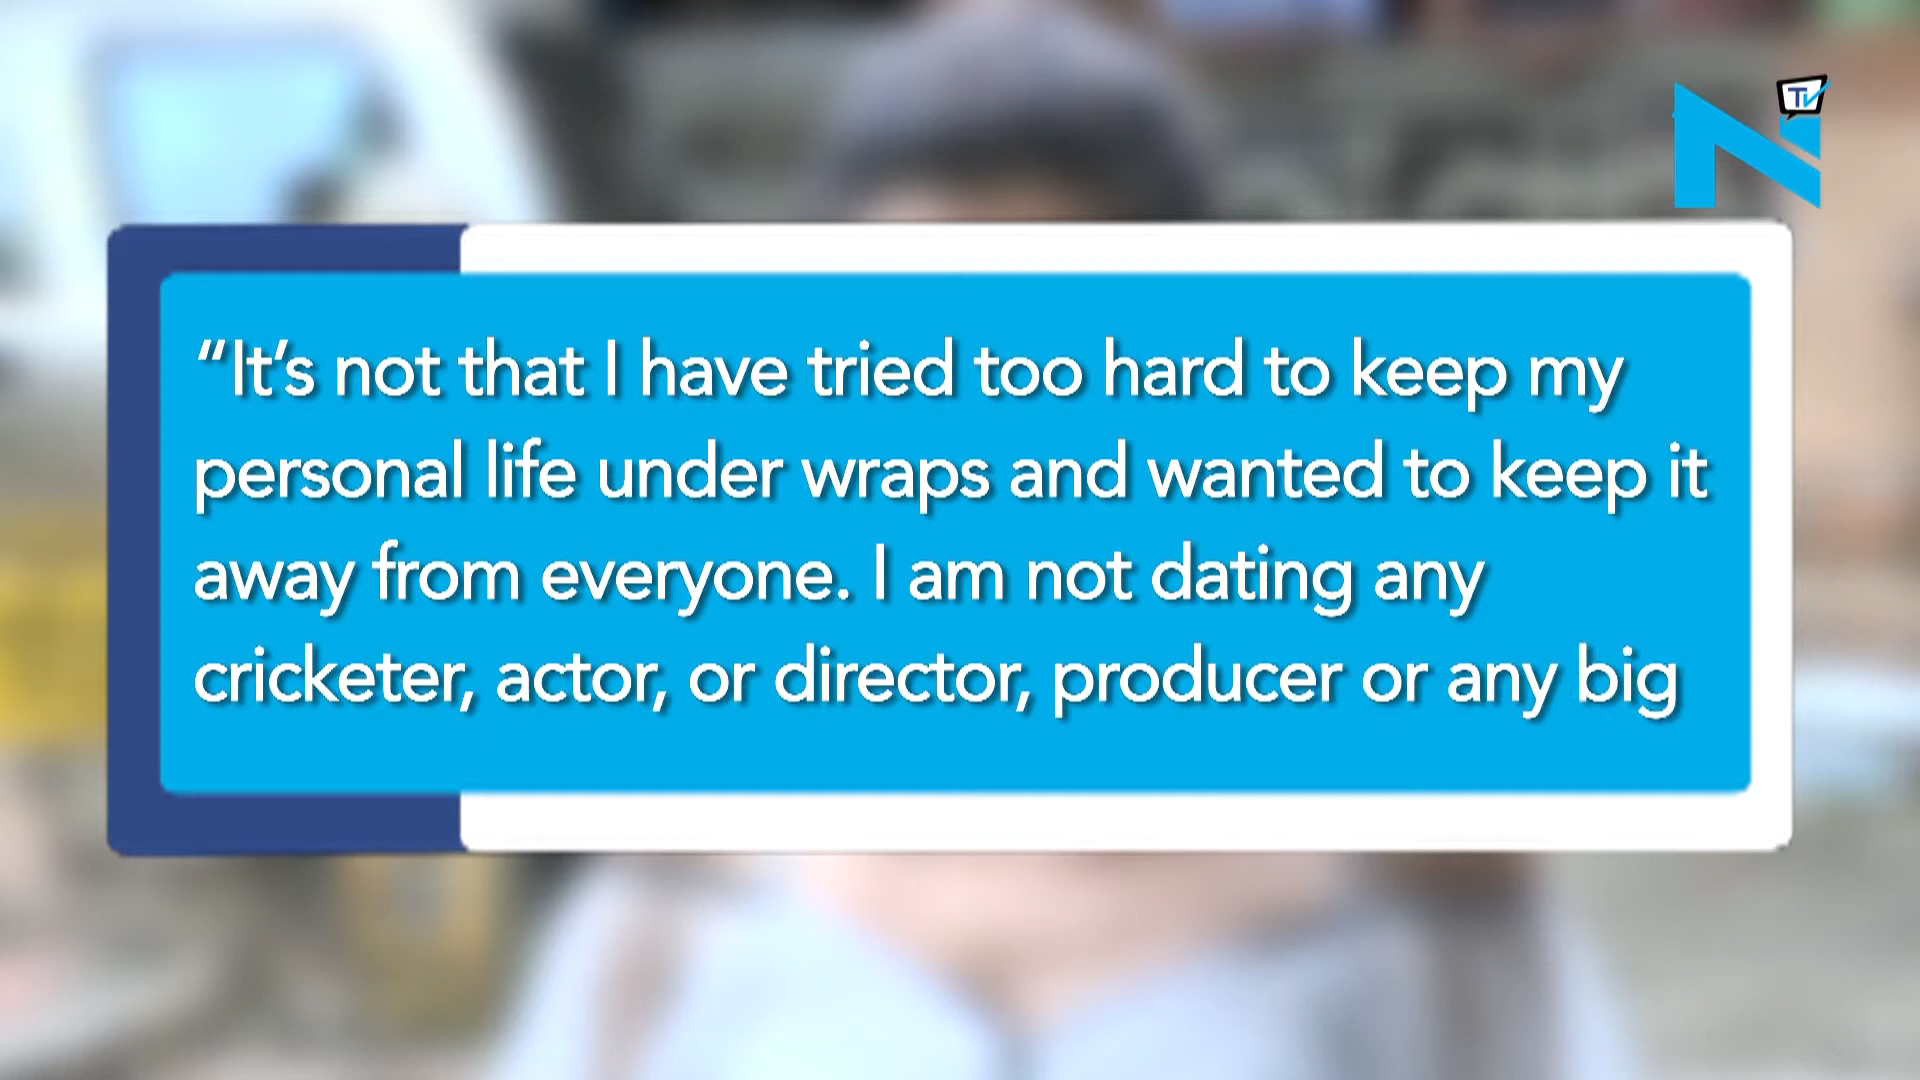 TV
“It’s not that I have tried too hard to keep my
personal life under wraps and wanted to keep it
away from everyone. I am not dating any
cricketer, actor, or director, producer or any big